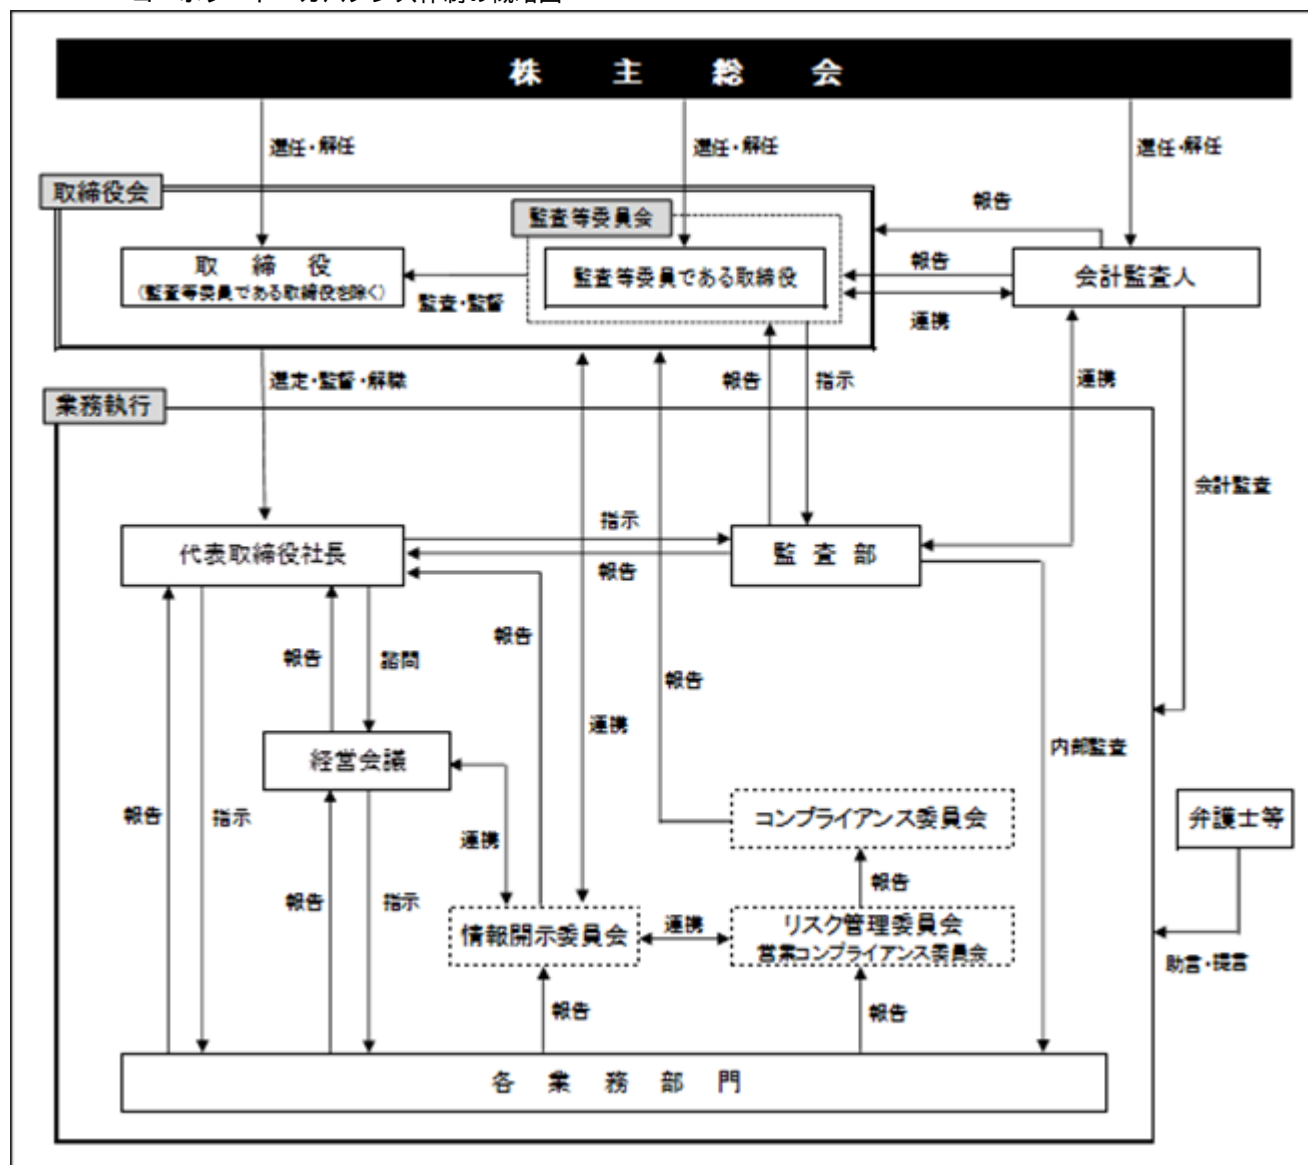 株主総会
選任・解任
選任・解任
選任・解任
取締役会
監査等委員会
報告
取締役
(監査等委員である取締役を除く)
監査・監督
監査等委員である取締役
報告
連携
会計監査人
選定・監督・解職
報告
指示
連携
業務執行
会計監査
代表取締役社長
指示
報告
監査部
報告
諮問
報告
報告
連携
内部監査
経営会議
報告
指示
連携
コンプライアンス委員会
弁護士等
報告
指示
報告
情報開示委員会
連携
リスク管理委員会
営業コンプライアンス委員会
助言・提言
報告
報告
各業務部門